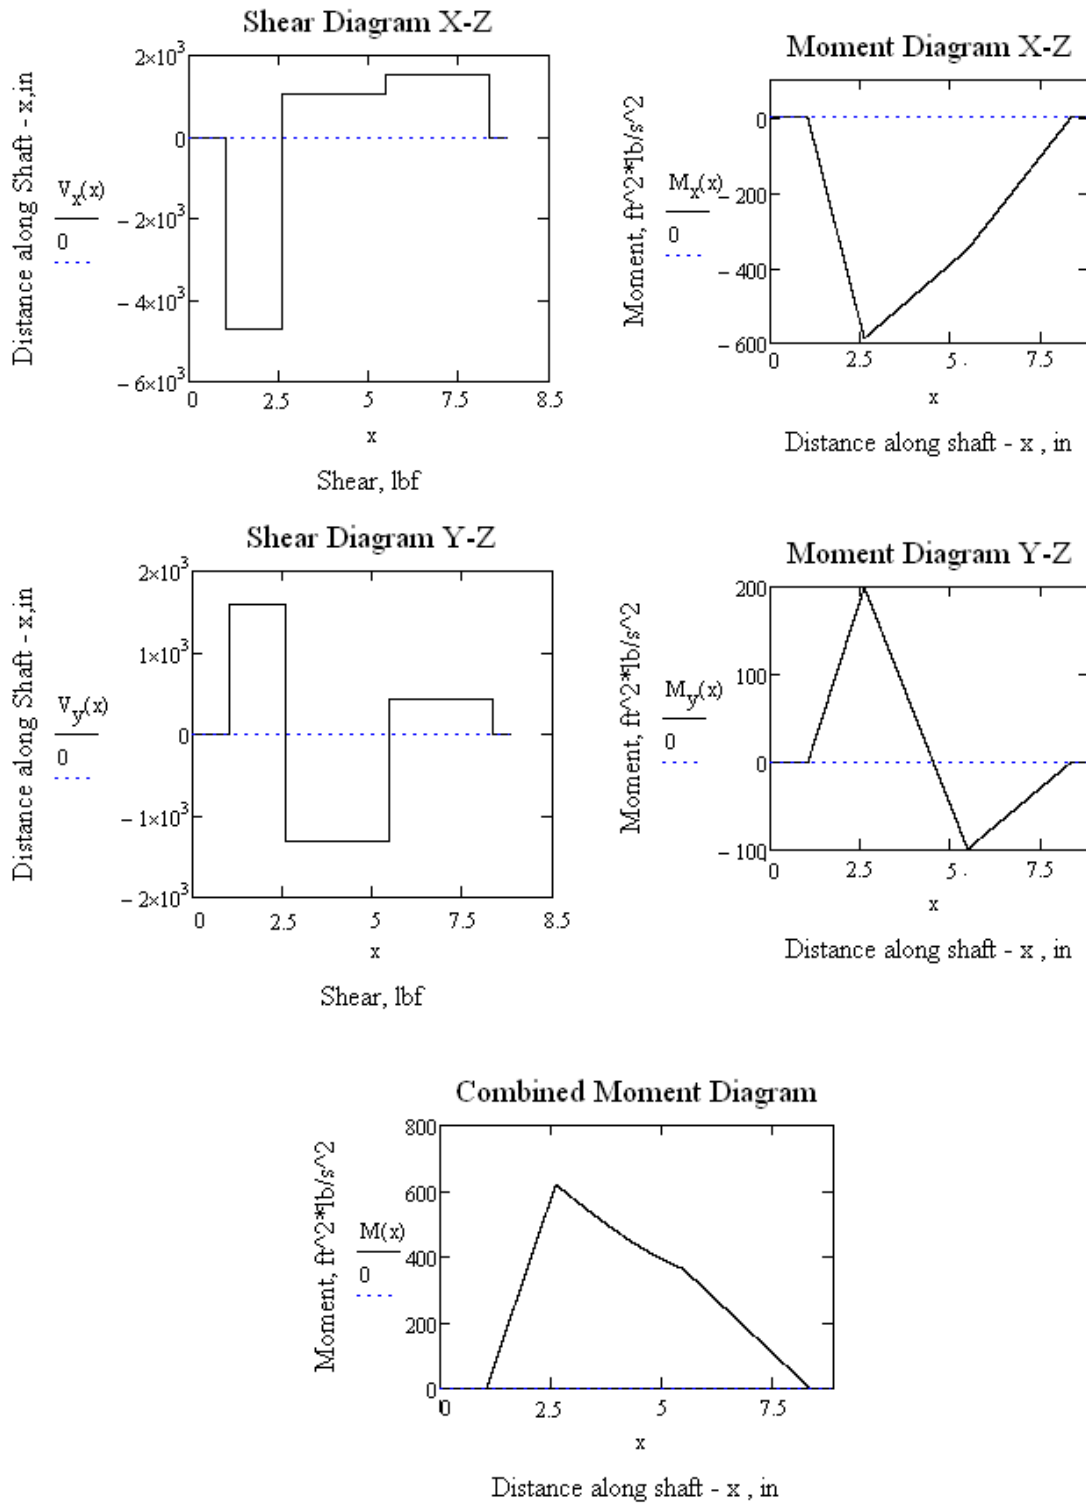 Shear Diagram X-Z
Distance along Shaft - x,in
V_x(x)
0
2×10^3
0
− 2×10^3
− 4×10^3
− 6×10^3
0 2.5 5 7.5 8.5
x
Shear, lbf
Moment Diagram X-Z
Moment, ft^2*lb/s^2
M_x(x)
0
0
− 200
− 400
− 600
0 2.5 5 . 7.5
x
Distance along shaft - x , in
Shear Diagram Y-Z
Distance along Shaft - x,in
V_y(x)
0
2×10^3
1×10^3
0
− 1×10^3
− 2×10^3
0 2.5 5 7.5 8.5
x
Shear, lbf
Moment Diagram Y-Z
Moment, ft^2*lb/s^2
M_y(x)
0
200
100
0
− 100
0 2.5 5 . 7.5
x
Distance along shaft - x , in
Combined Moment Diagram
Moment, ft^2*lb/s^2
M(x)
0
800
600
400
200
0
0 2.5 5 7.5
x
Distance along shaft - x , in